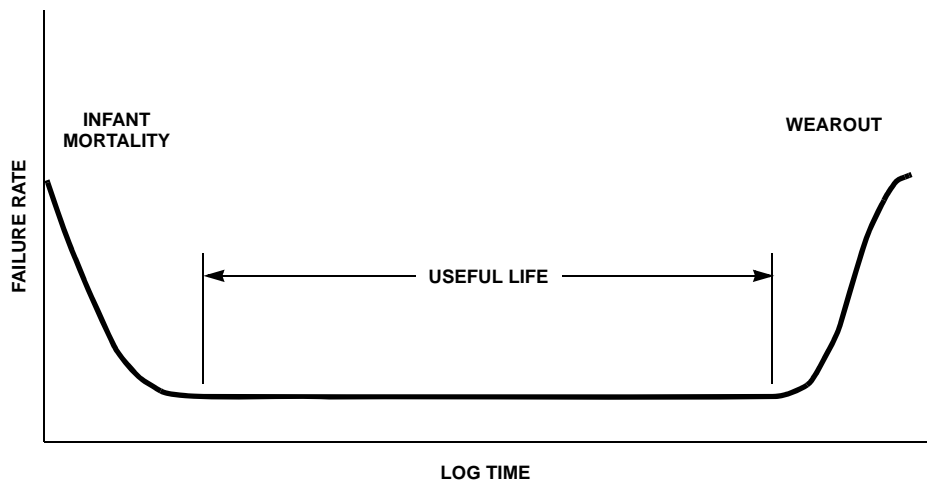 INFANT
MORTALITY
WEAROUT
FAILURE RATE
USEFUL LIFE
LOG TIME